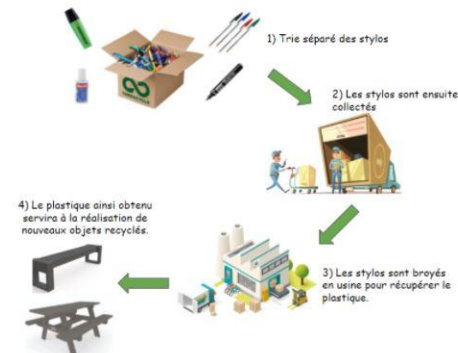 1) Trie séparé des stylos
2) Les stylos sont ensuite
collectés
3) Les stylos sont broyés
en usine pour récupérer le
plastique.
4) Le plastique ainsi obtenu
servira à la réalisation de
nouveaux objets recyclés.